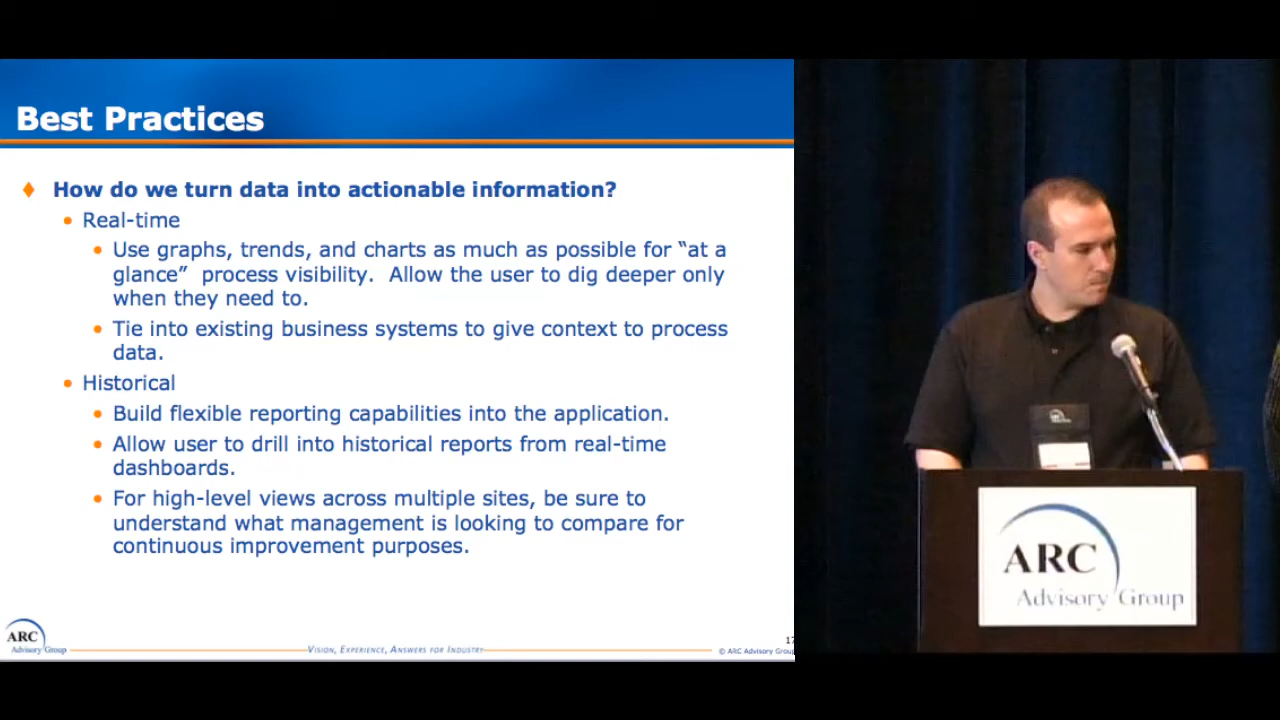 Best Practices
How do we turn data into actionable information?
Real-time
Use graphs, trends, and charts as much as possible for “at a
glance”  process visibility.  Allow the user to dig deeper only
when they need to.
Tie into existing business systems to give context to process
data.
Historical
Build flexible reporting capabilities into the application.
Allow user to drill into historical reports from real-time
dashboards.
For high-level views across multiple sites, be sure to
understand what management is looking to compare for
continuous improvement purposes.
ARC
Advisory Group
VISION, EXPERIENCE, ANSWERS FOR INDUSTRY
17
© ARC Advisory Group
ARC
Advisory Group